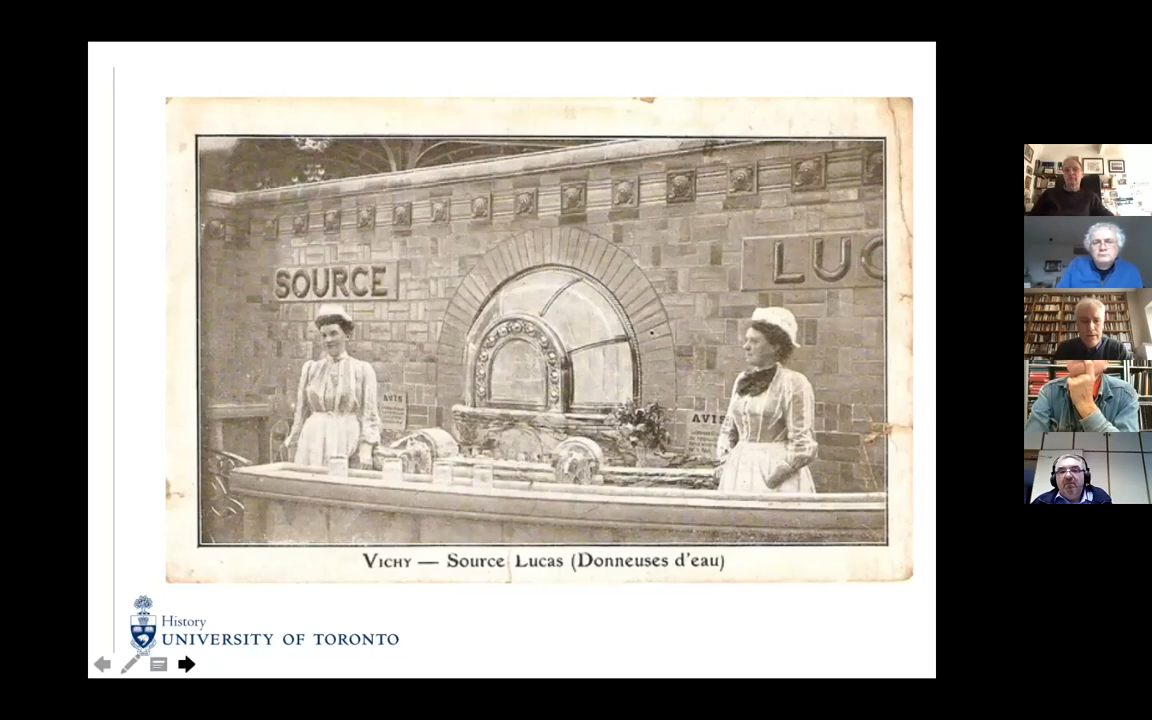 SOURCE
LUC
AVIS
AVIS
Vichy — Source Lucas (Donneuses d'eau)
History
UNIVERSITY OF TORONTO